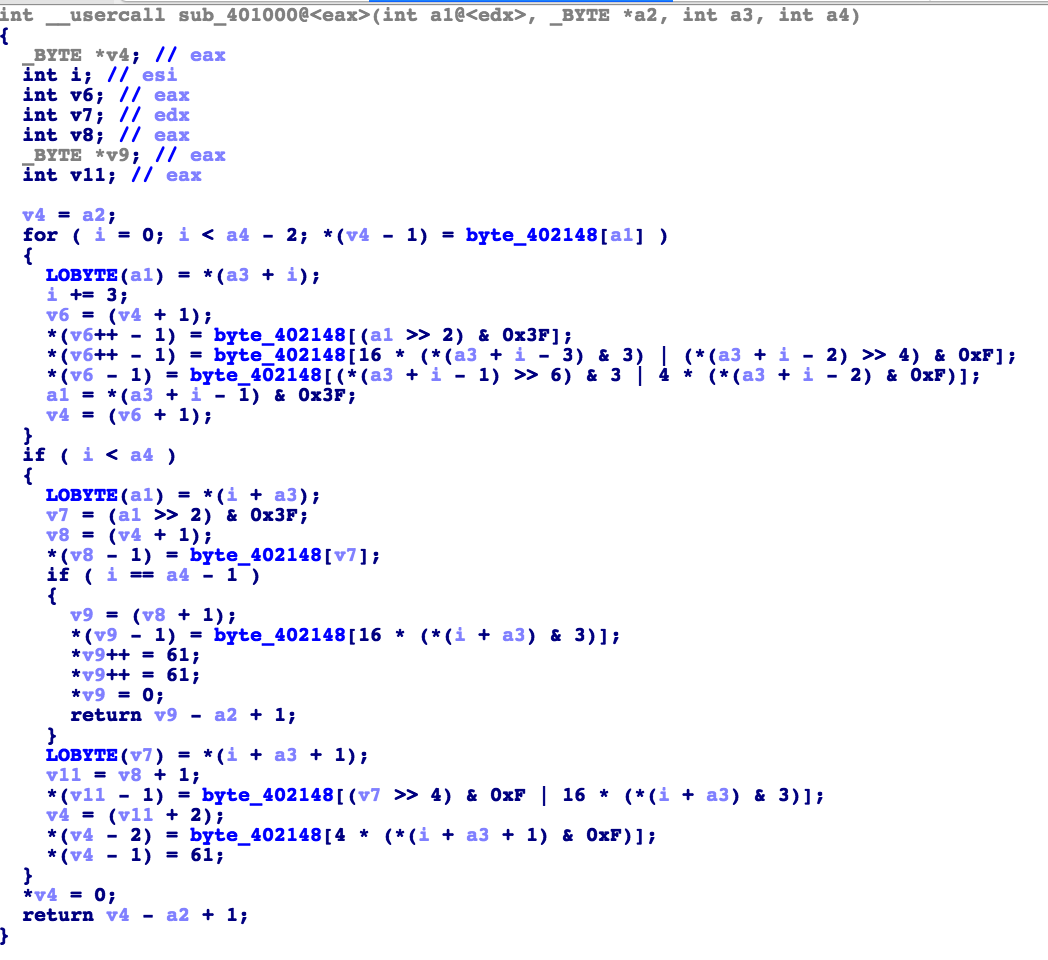 int __usercall sub_401000@<eax>(int a1@<edx>, _BYTE *a2, int a3, int a4)
{
  _BYTE *v4; // eax
  int i; // esi
  int v6; // eax
  int v7; // edx
  int v8; // eax
  _BYTE *v9; // eax
  int v11; // eax

  v4 = a2;
  for ( i = 0; i < a4 - 2; *(v4 - 1) = byte_402148[a1] )
  {
    LOBYTE(a1) = *(a3 + i);
    i += 3;
    v6 = (v4 + 1);
    *(v6++ - 1) = byte_402148[(a1 >> 2) & 0x3F];
    *(v6++ - 1) = byte_402148[16 * (*(a3 + i - 3) & 3) | (*(a3 + i - 2) >> 4) & 0xF];
    *(v6 - 1) = byte_402148[(*(a3 + i - 1) >> 6) & 3 | 4 * (*(a3 + i - 2) & 0xF)];
    a1 = *(a3 + i - 1) & 0x3F;
    v4 = (v6 + 1);
  }
  if ( i < a4 )
  {
    LOBYTE(a1) = *(i + a3);
    v7 = (a1 >> 2) & 0x3F;
    v8 = (v4 + 1);
    *(v8 - 1) = byte_402148[v7];
    if ( i == a4 - 1 )
    {
      v9 = (v8 + 1);
      *(v9 - 1) = byte_402148[16 * (*(i + a3) & 3)];
      *v9++ = 61;
      *v9++ = 61;
      *v9 = 0;
      return v9 - a2 + 1;
    }
    LOBYTE(v7) = *(i + a3 + 1);
    v11 = v8 + 1;
    *(v11 - 1) = byte_402148[(v7 >> 4) & 0xF | 16 * (*(i + a3) & 3)];
    v4 = (v11 + 2);
    *(v4 - 2) = byte_402148[4 * (*(i + a3 + 1) & 0xF)];
    *(v4 - 1) = 61;
  }
  *v4 = 0;
  return v4 - a2 + 1;
}